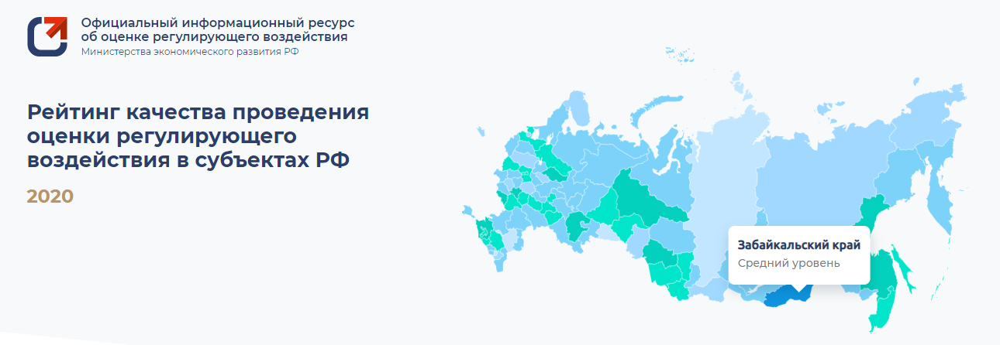 Официальный информационный ресурс
об оценке регулирующего воздействия
Министерства экономического развития РФ
Рейтинг качества проведения
оценки регулирующего
воздействия в субъектах РФ
2020
Забайкальский край
Средний уровень